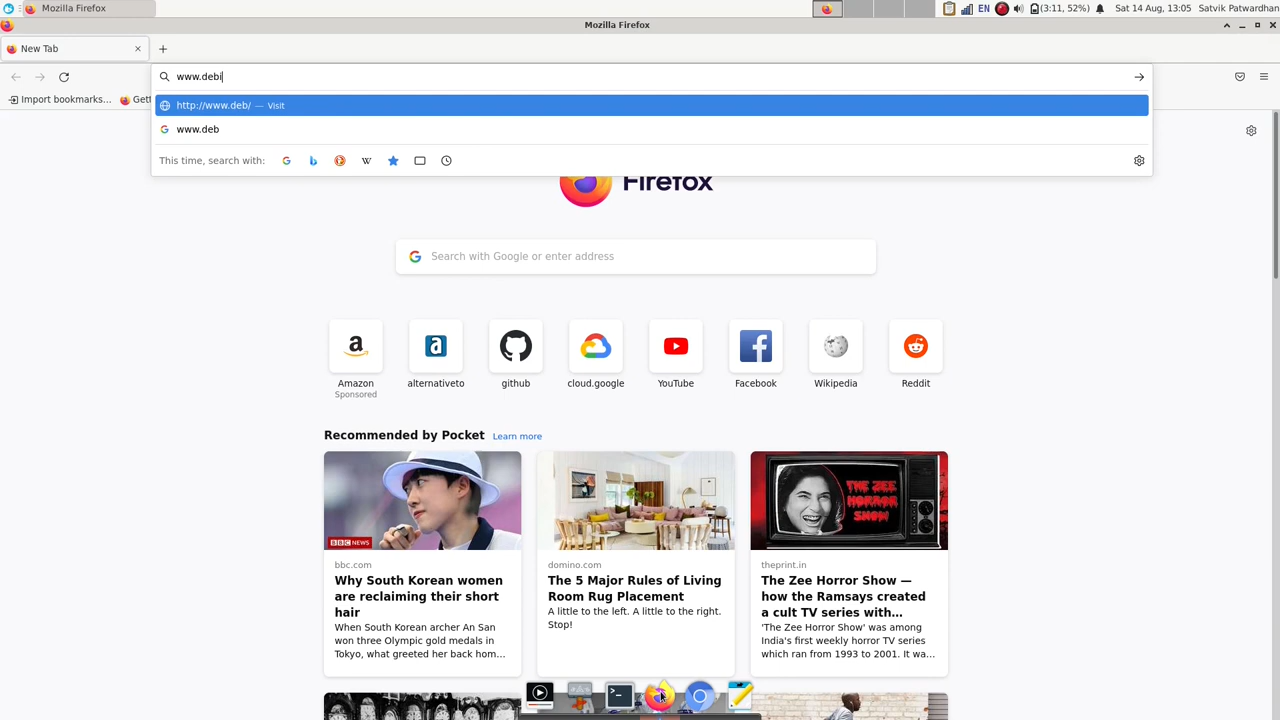 Mozilla Firefox
EN
(3:11, 52%)
Sat 14 Aug, 13:05
Satvik Patwardhan
Mozilla Firefox
New Tab
www.debi
Import bookmarks...
Gett
http://www.deb/ — Visit
www.deb
This time, search with:
Firefox
Search with Google or enter address
Amazon
Sponsored
alternativeto
github
cloud.google
YouTube
Facebook
Wikipedia
Reddit
Recommended by Pocket
Learn more
BBC NEWS
THE ZEE
HORROR
SHOW
bbc.com
Why South Korean women
are reclaiming their short
hair
When South Korean archer An San
won three Olympic gold medals in
Tokyo, what greeted her back hom…
domino.com
The 5 Major Rules of Living
Room Rug Placement
A little to the left. A little to the right.
Stop!
theprint.in
The Zee Horror Show —
how the Ramsays created
a cult TV series with…
'The Zee Horror Show' was among
India's first weekly horror TV series
which ran from 1993 to 2001. It wa…